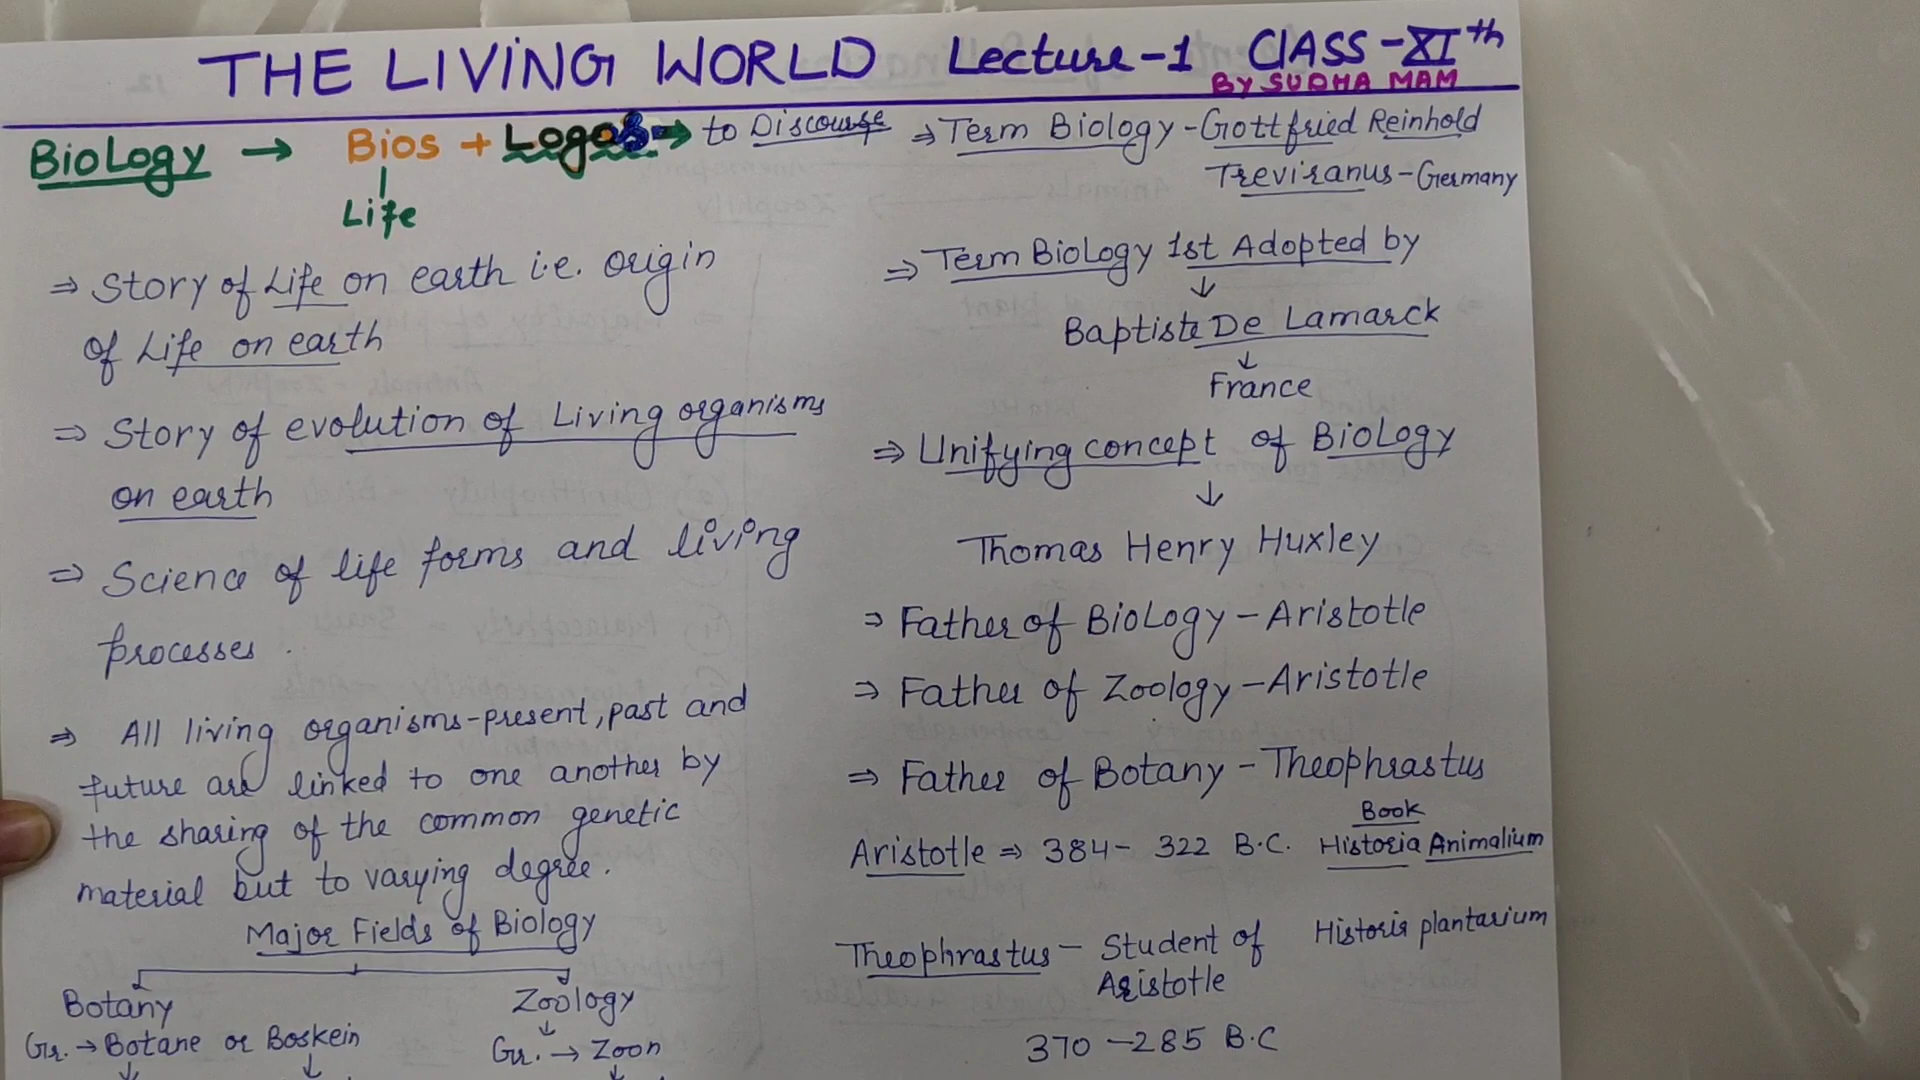 THE LIVING WORLD Lecture-1 CLASS-XIth
BY SUDHA MAM
Biology → Bios + Logos → to Discourse
Life
⇒ Story of Life on earth i.e. origin
of Life on earth
⇒ Story of evolution of Living organisms
on earth
⇒ Science of life forms and living
processes.
⇒ All living organisms-present, past and
future are linked to one another by
the sharing of the common genetic
material but to varying degree.
Major Fields of Biology
Botany Zoology
Gr. → Botane or Boskein Gr. → Zoon
⇒ Term Biology - Gottfried Reinhold
Treviranus - Germany
⇒ Term Biology 1st Adopted by
↓
Baptiste De Lamarck
↓
France
⇒ Unifying concept of Biology
↓
Thomas Henry Huxley
⇒ Father of Biology - Aristotle
⇒ Father of Zoology - Aristotle
⇒ Father of Botany - Theophrastus
Book
Aristotle ⇒ 384- 322 B.C. Historia Animalium
Theophrastus - Student of Historia plantarium
Aristotle
370 -285 B.C